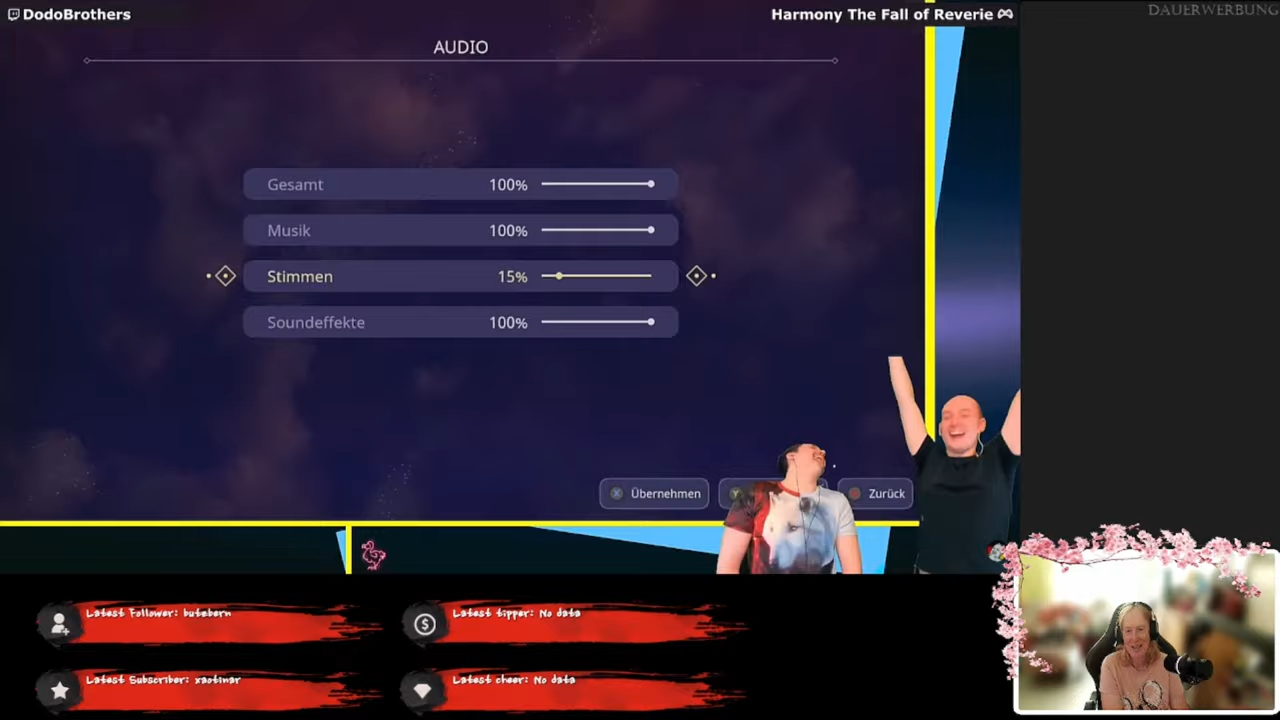 DodoBrothers
Harmony The Fall of Reverie
DAUERWERBUNG
AUDIO
Gesamt 100%
Musik 100%
Stimmen 15%
Soundeffekte 100%
X Übernehmen
Y
Zurück
Latest Follower: butzbern
Latest tipper: No data
Latest Subscriber: xaotinar
Latest cheer: No data